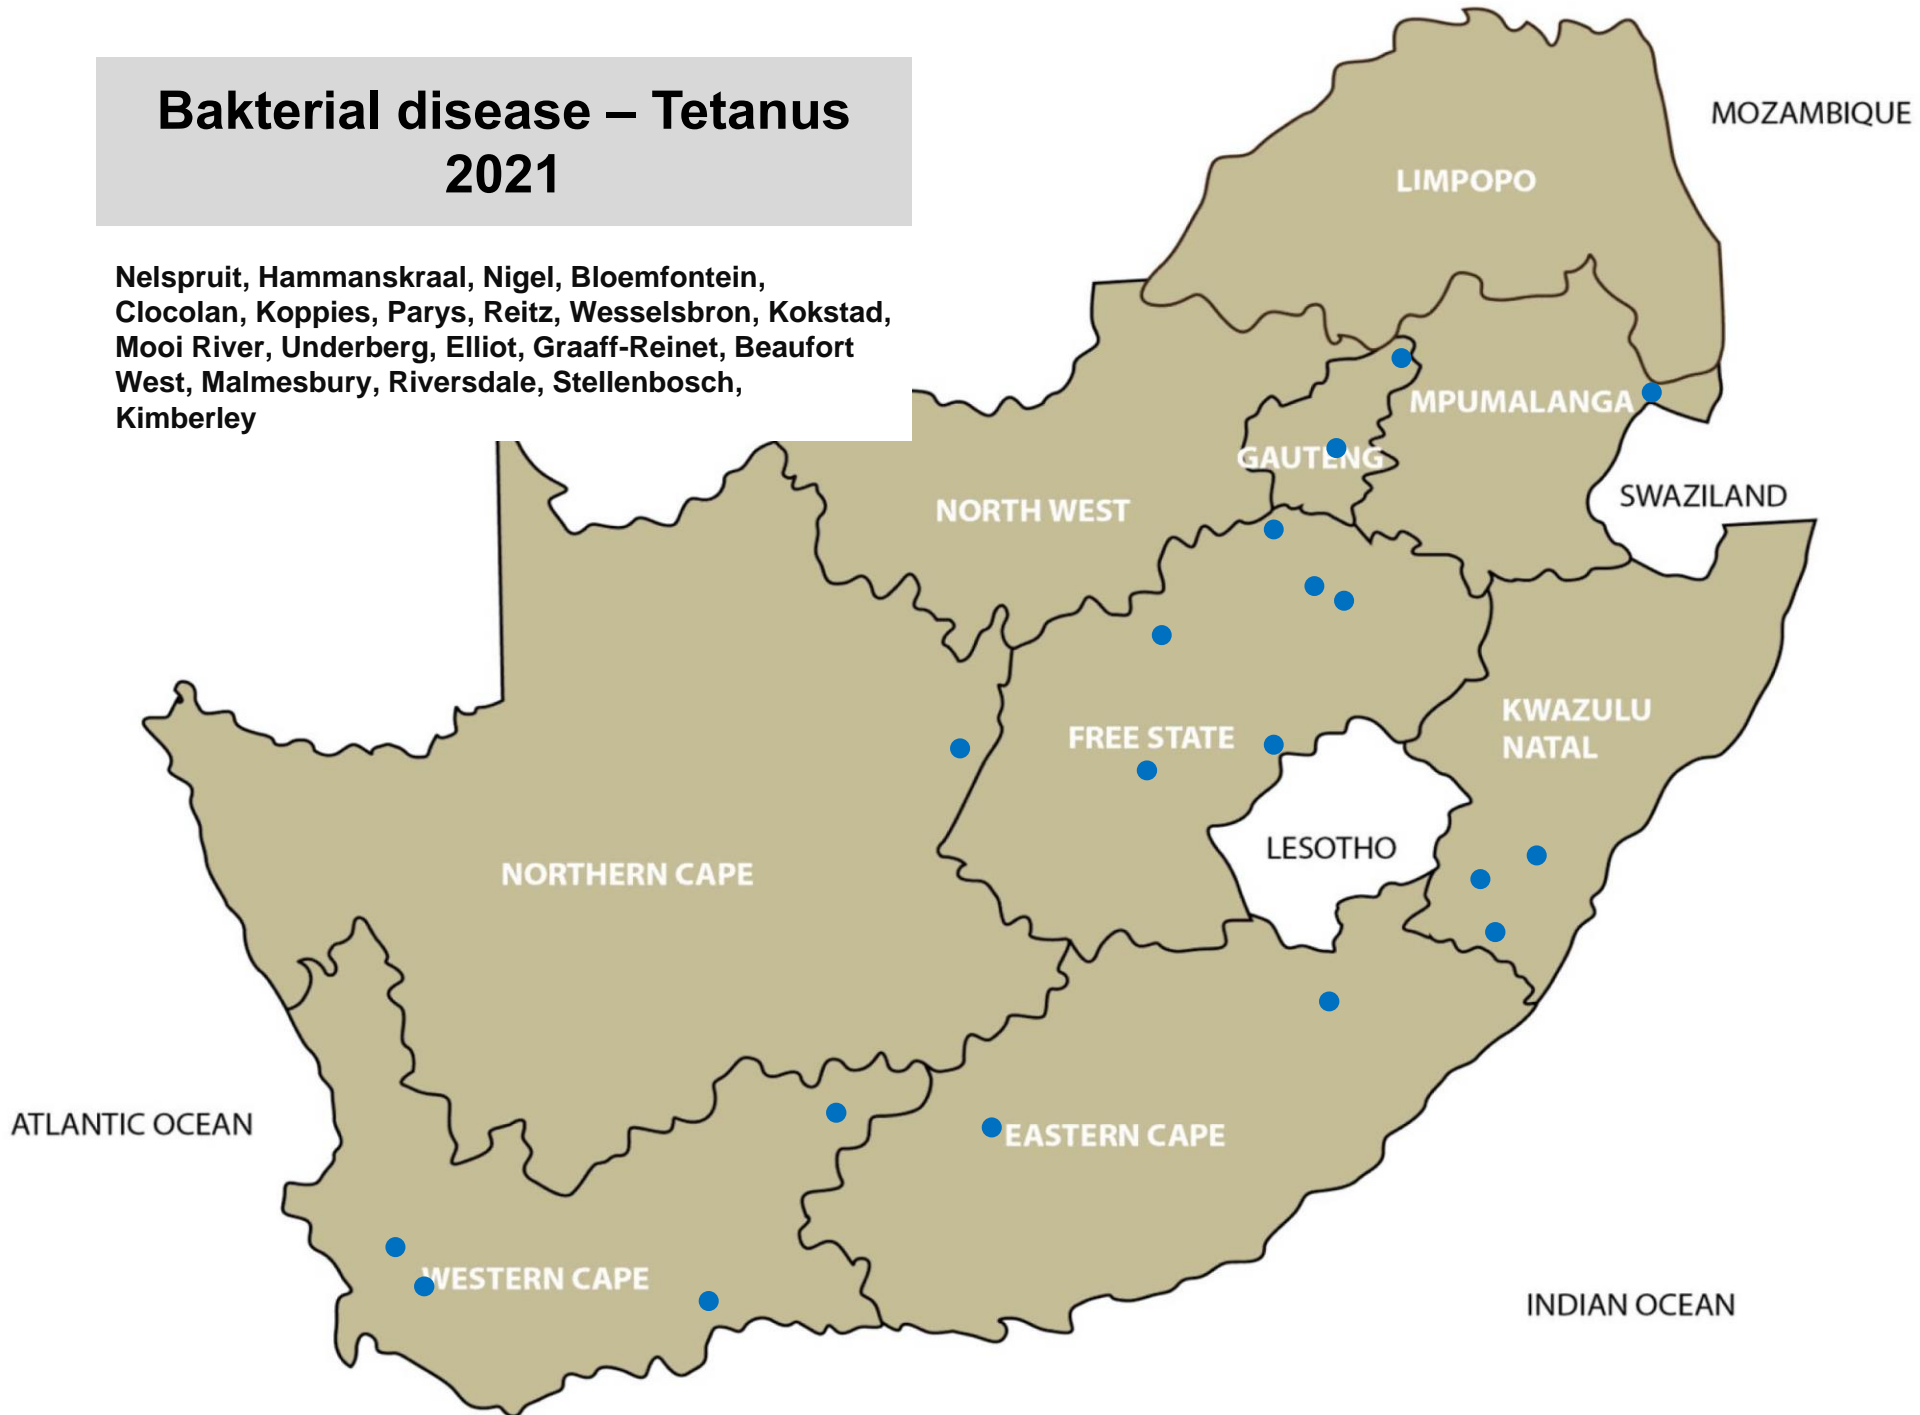 Bakterial disease – Tetanus
2021
Nelspruit, Hammanskraal, Nigel, Bloemfontein,
Clocolan, Koppies, Parys, Reitz, Wesselsbron, Kokstad,
Mooi River, Underberg, Elliot, Graaff-Reinet, Beaufort
West, Malmesbury, Riversdale, Stellenbosch,
Kimberley
MOZAMBIQUE
LIMPOPO
MPUMALANGA
GAUTENG
NORTH WEST
SWAZILAND
KWAZULU
NATAL
FREE STATE
LESOTHO
NORTHERN CAPE
ATLANTIC OCEAN
EASTERN CAPE
WESTERN CAPE
INDIAN OCEAN